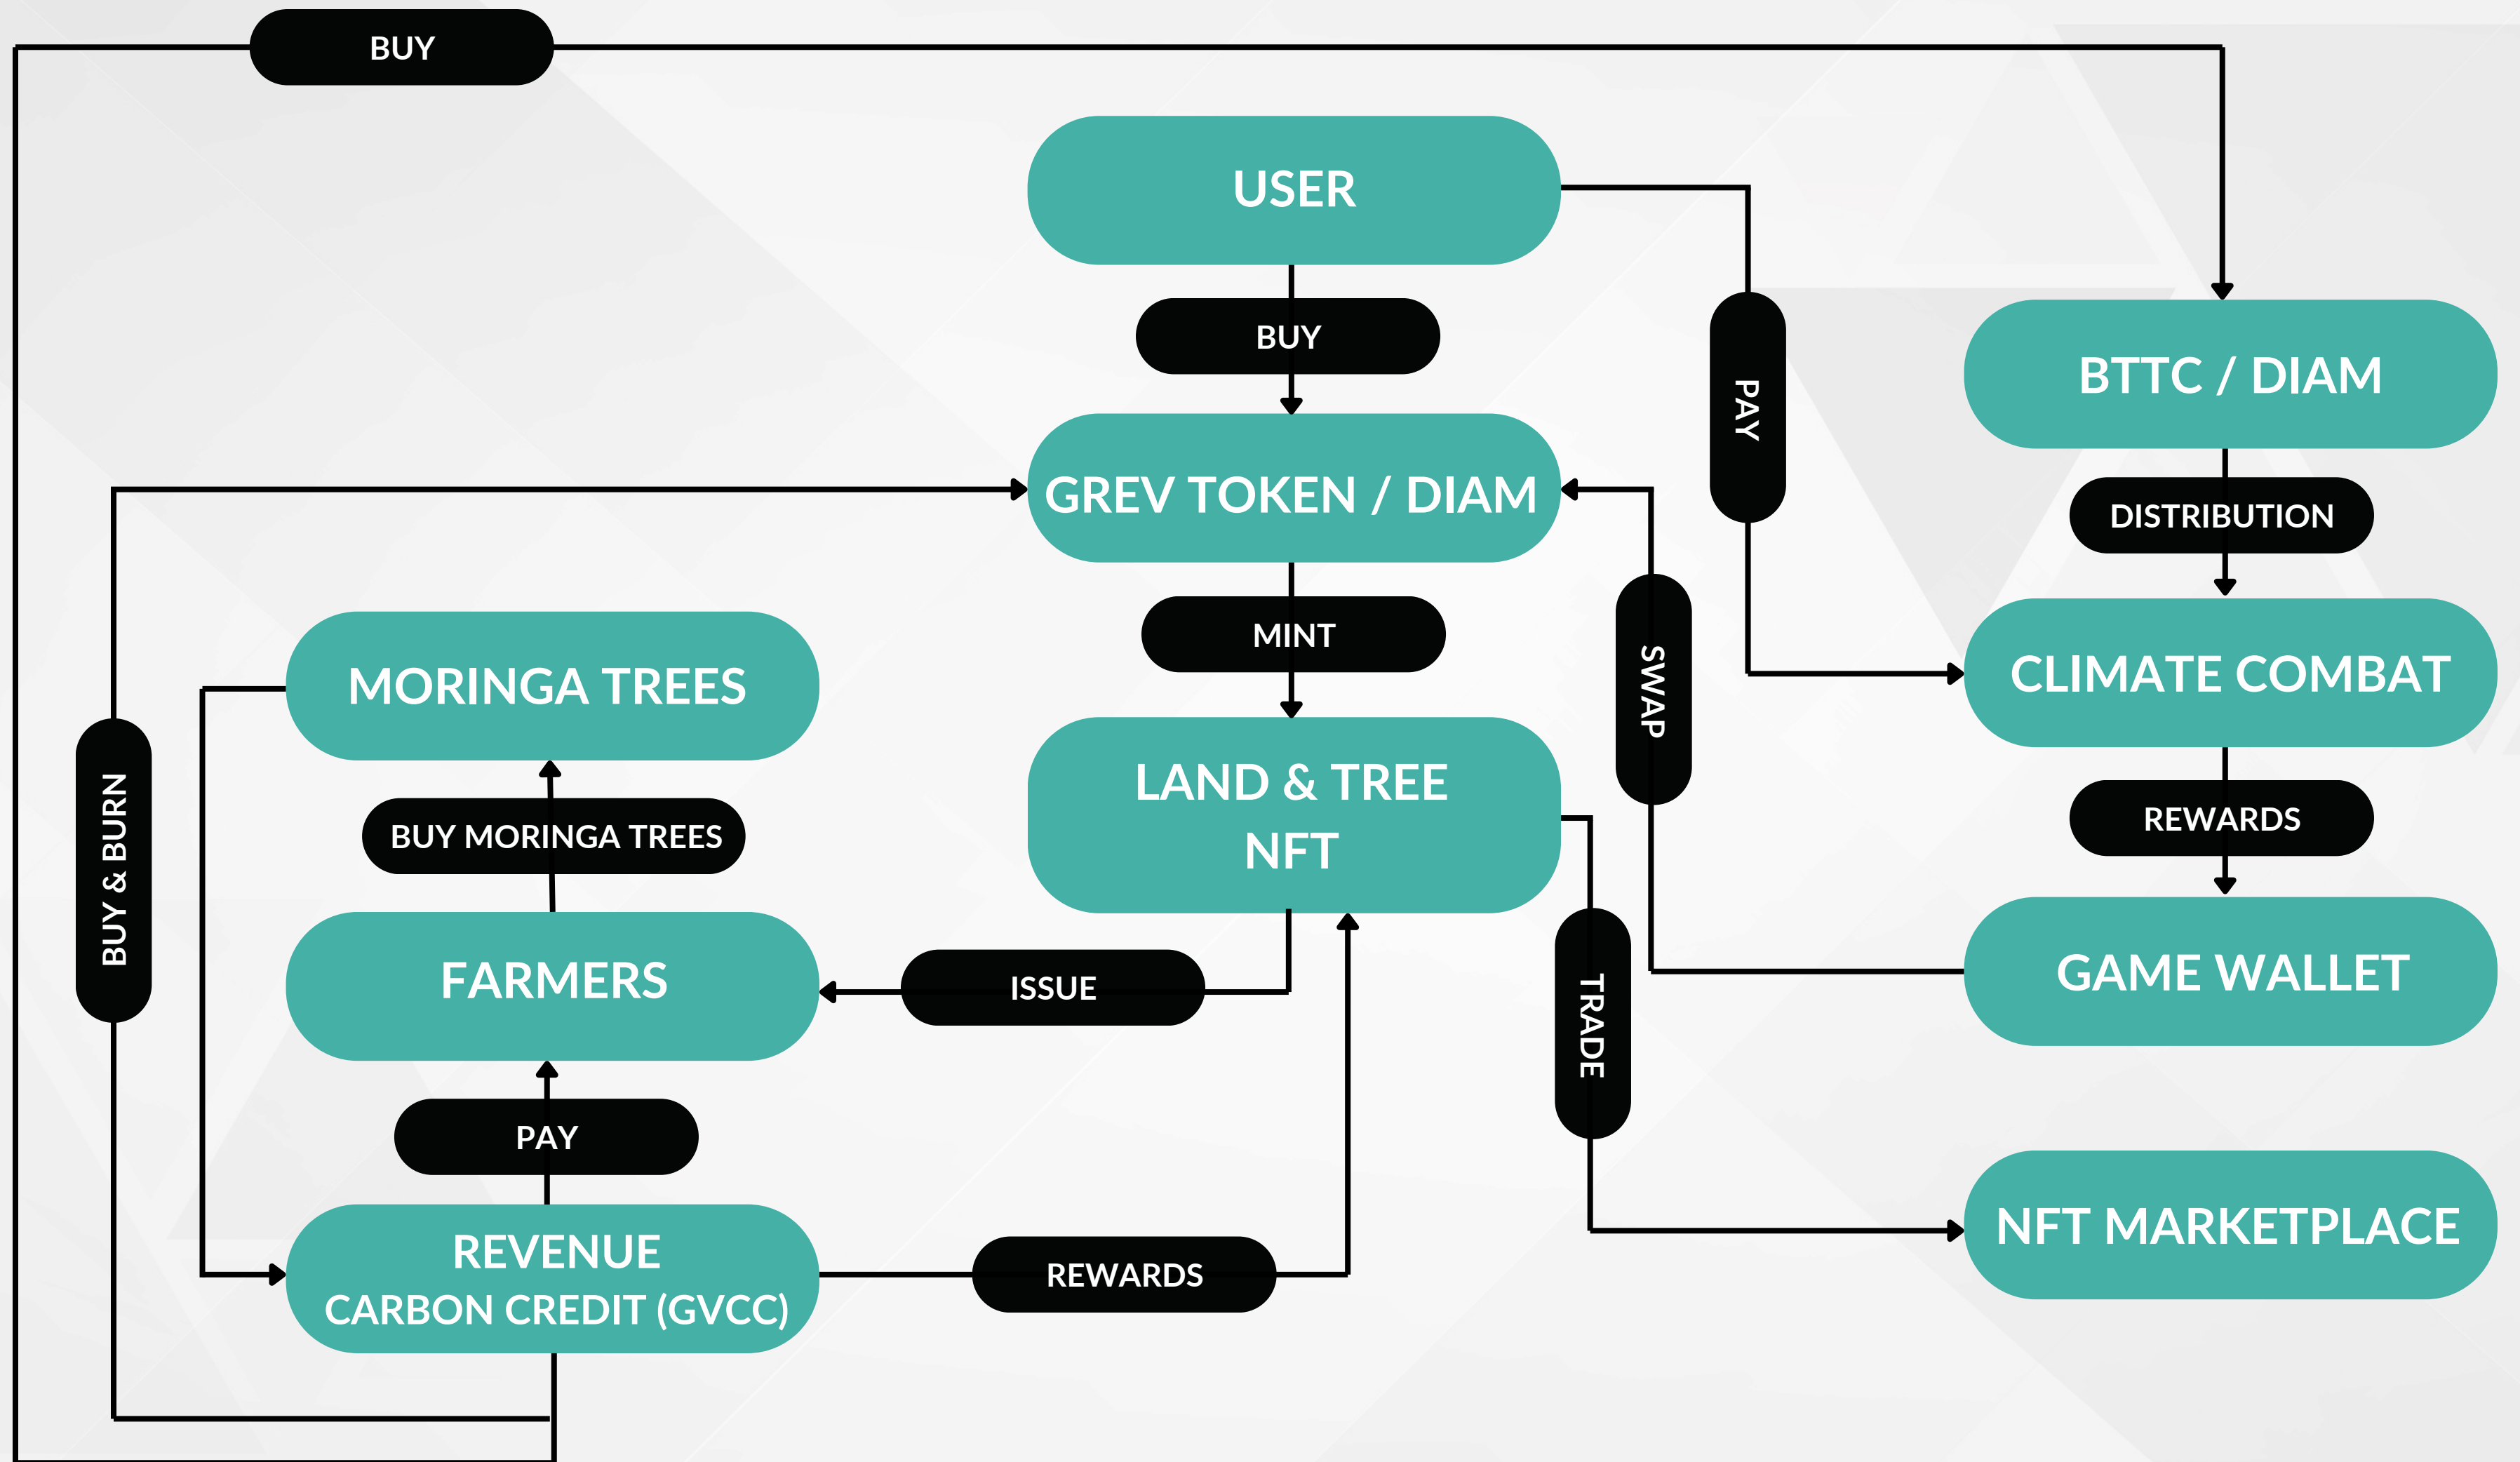 BUY
USER
BUY
PAY
BTTC / DIAM
GREV TOKEN / DIAM
DISTRIBUTION
MINT
SWAP
MORINGA TREES
CLIMATE COMBAT
LAND & TREE
NFT
BUY MORINGA TREES
REWARDS
BUY & BURN
FARMERS
ISSUE
TRADE
GAME WALLET
PAY
REVENUE
CARBON CREDIT (GVCC)
REWARDS
NFT MARKETPLACE